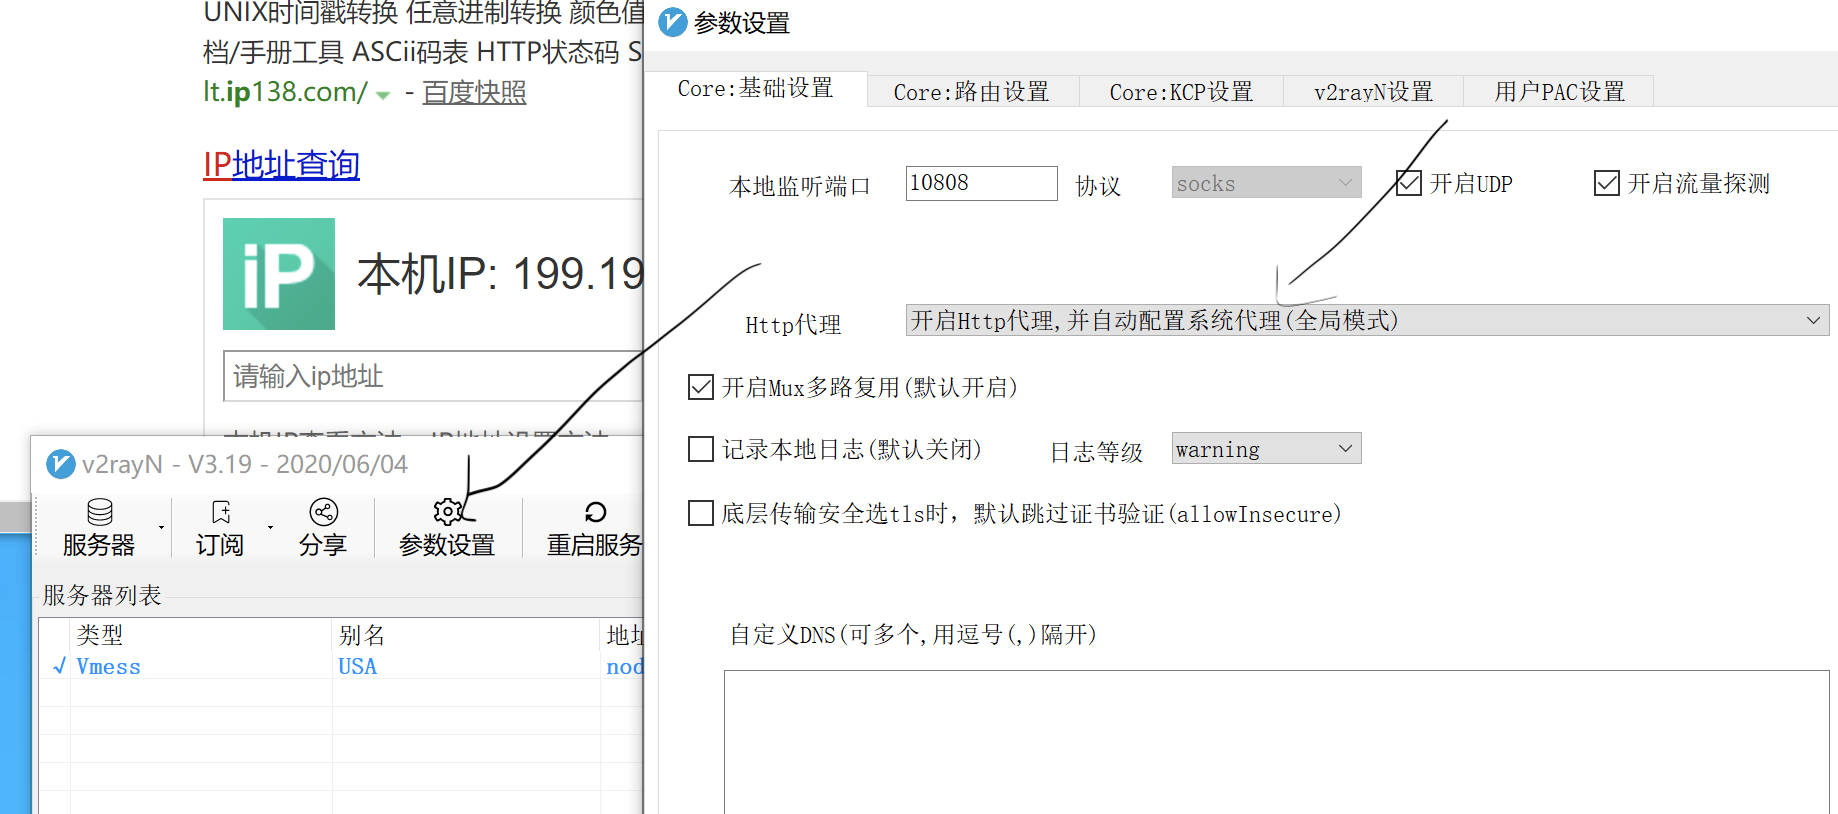 UNIX时间戳转换 任意进制转换 颜色值
档/手册工具 ASCii码表 HTTP状态码 S
lt.ip138.com/ - 百度快照
IP地址查询
iP
本机IP: 199.19
请输入ip地址
v2rayN - V3.19 - 2020/06/04
服务器
订阅
分享
参数设置
重启服务
服务器列表
类型 别名 地址
√ Vmess USA nod
参数设置
Core:基础设置 Core:路由设置 Core:KCP设置 v2rayN设置 用户PAC设置
本地监听端口 10808 协议 socks 开启UDP 开启流量探测
Http代理 开启Http代理,并自动配置系统代理(全局模式)
开启Mux多路复用(默认开启)
记录本地日志(默认关闭) 日志等级 warning
底层传输安全选tls时，默认跳过证书验证(allowInsecure)
自定义DNS(可多个,用逗号(,)隔开)